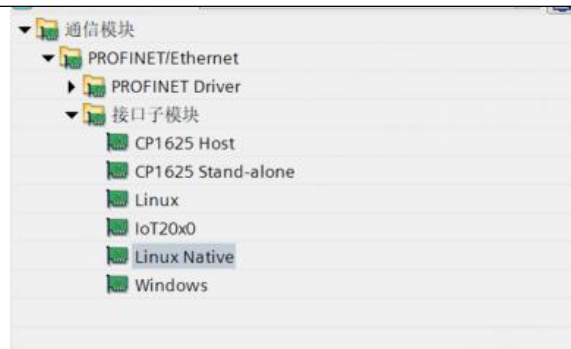 通信模块
PROFINET/Ethernet
PROFINET Driver
接口子模块
CP1625 Host
CP1625 Stand-alone
Linux
IoT20x0
Linux Native
Windows